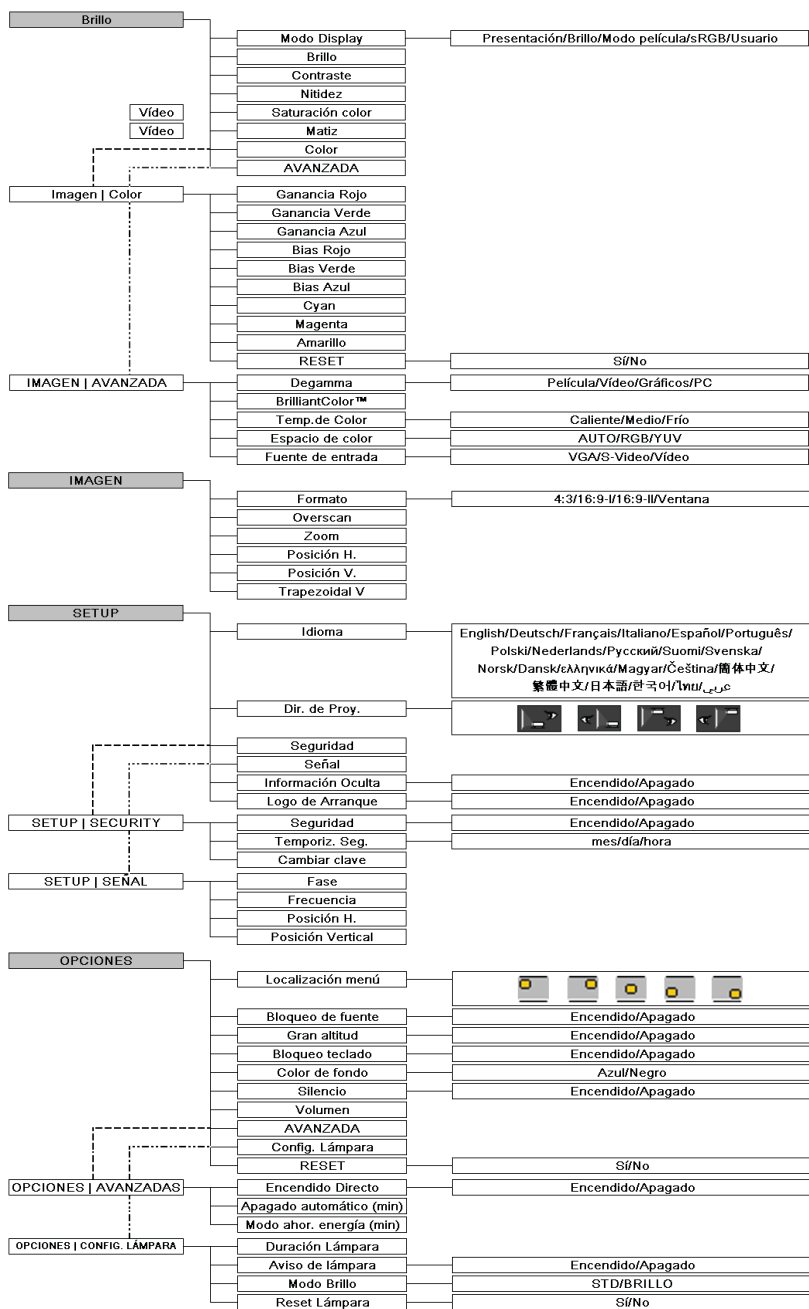 Brillo
Modo Display Presentación/Brillo/Modo película/sRGB/Usuario
Brillo
Contraste
Nitidez
Vídeo Saturación color
Vídeo Matiz
Color
AVANZADA
Imagen | Color Ganancia Rojo
Ganancia Verde
Ganancia Azul
Bias Rojo
Bias Verde
Bias Azul
Cyan
Magenta
Amarillo
RESET Sí/No
IMAGEN | AVANZADA Degamma Película/Vídeo/Gráficos/PC
BrilliantColor™
Temp.de Color Caliente/Medio/Frío
Espacio de color AUTO/RGB/YUV
Fuente de entrada VGA/S-Video/Vídeo
IMAGEN
Formato 4:3/16:9-I/16:9-II/Ventana
Overscan
Zoom
Posición H.
Posición V.
Trapezoidal V
SETUP
Idioma English/Deutsch/Français/Italiano/Español/Português/
Polski/Nederlands/Русский/Suomi/Svenska/
Norsk/Dansk/ελληνικά/Magyar/Čeština/簡体中文/
繁體中文/日本語/한국어/ไทย/عربي
Dir. de Proy.
Seguridad
Señal
Información Oculta Encendido/Apagado
Logo de Arranque Encendido/Apagado
SETUP | SECURITY Seguridad Encendido/Apagado
Temporiz. Seg. mes/día/hora
Cambiar clave
SETUP | SEÑAL Fase
Frecuencia
Posición H.
Posición Vertical
OPCIONES
Localización menú
Bloqueo de fuente Encendido/Apagado
Gran altitud Encendido/Apagado
Bloqueo teclado Encendido/Apagado
Color de fondo Azul/Negro
Silencio Encendido/Apagado
Volumen
AVANZADA
Config. Lámpara
RESET Sí/No
OPCIONES | AVANZADAS Encendido Directo Encendido/Apagado
Apagado automático (min)
Modo ahor. energía (min)
OPCIONES | CONFIG. LÁMPARA Duración Lámpara
Aviso de lámpara Encendido/Apagado
Modo Brillo STD/BRILLO
Reset Lámpara Sí/No